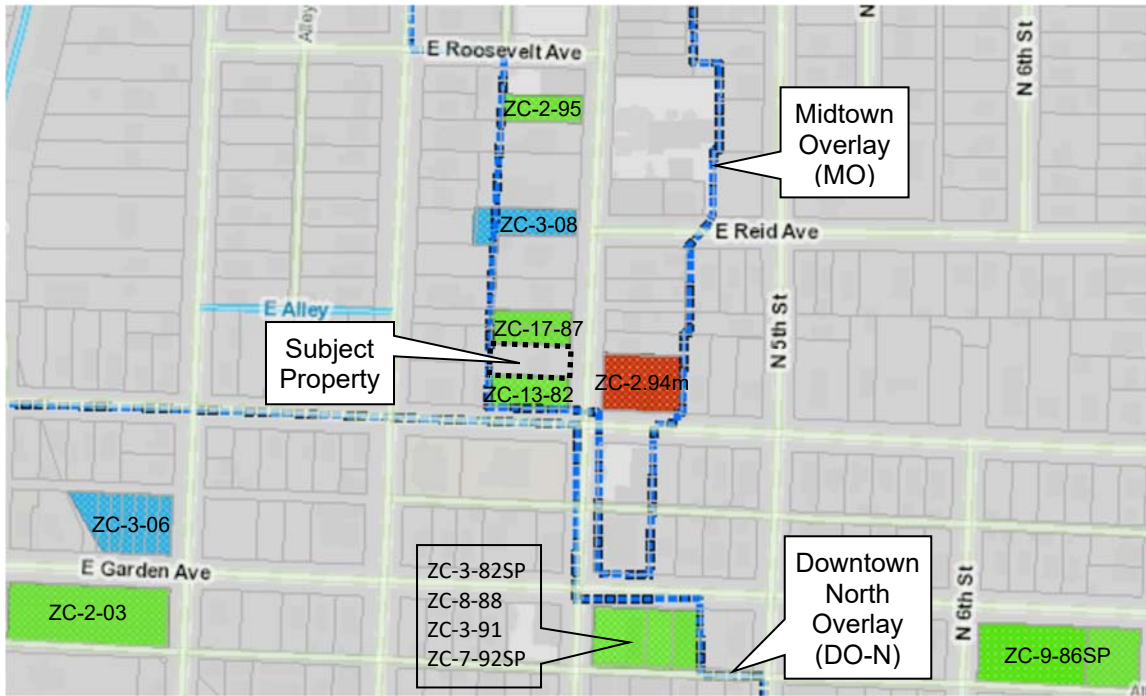 Alley
N
E Roosevelt Ave
N 6th St
ZC-2-95
Midtown
Overlay
(MO)
ZC-3-08
E Reid Ave
E Alley
N 5th St
ZC-17-87
Subject
Property
ZC-2.94m
ZC-13-82
ZC-3-06
E Garden Ave
ZC-3-82SP
ZC-8-88
ZC-3-91
ZC-7-92SP
Downtown
North
Overlay
(DO-N)
N 6th St
ZC-2-03
ZC-9-86SP